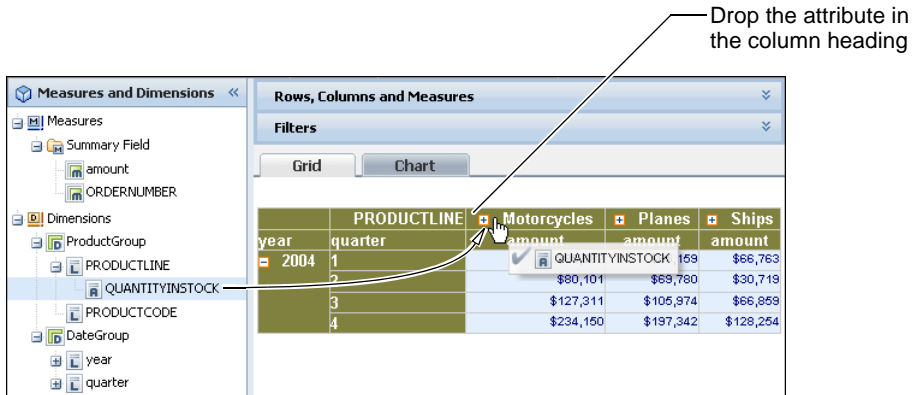 Drop the attribute in
the column heading
Measures and Dimensions «
Rows, Columns and Measures
Measures
Filters
Summary Field
Grid Chart
amount
ORDERNUMBER
Dimensions
PRODUCTLINE Motorcycles Planes Ships
ProductGroup
year quarter amount amount amount
PRODUCTLINE
2004 1 QUANTITYINSTOCK 159 $66,763
QUANTITYINSTOCK
2 $80,101 $69,780 $30,719
3 $127,311 $105,974 $66,859
PRODUCTCODE
4 $234,150 $197,342 $128,254
DateGroup
year
quarter